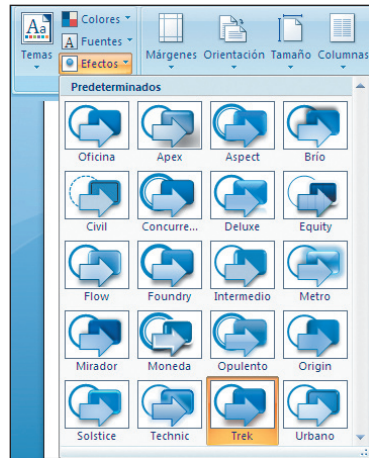 Aa
Temas
Colores
A Fuentes
Efectos
Márgenes Orientación Tamaño Columnas
Predeterminados
Oficina Apex Aspect Brío
Civil Concurre... Deluxe Equity
Flow Foundry Intermedio Metro
Mirador Moneda Opulento Origin
Solstice Technic Trek Urbano